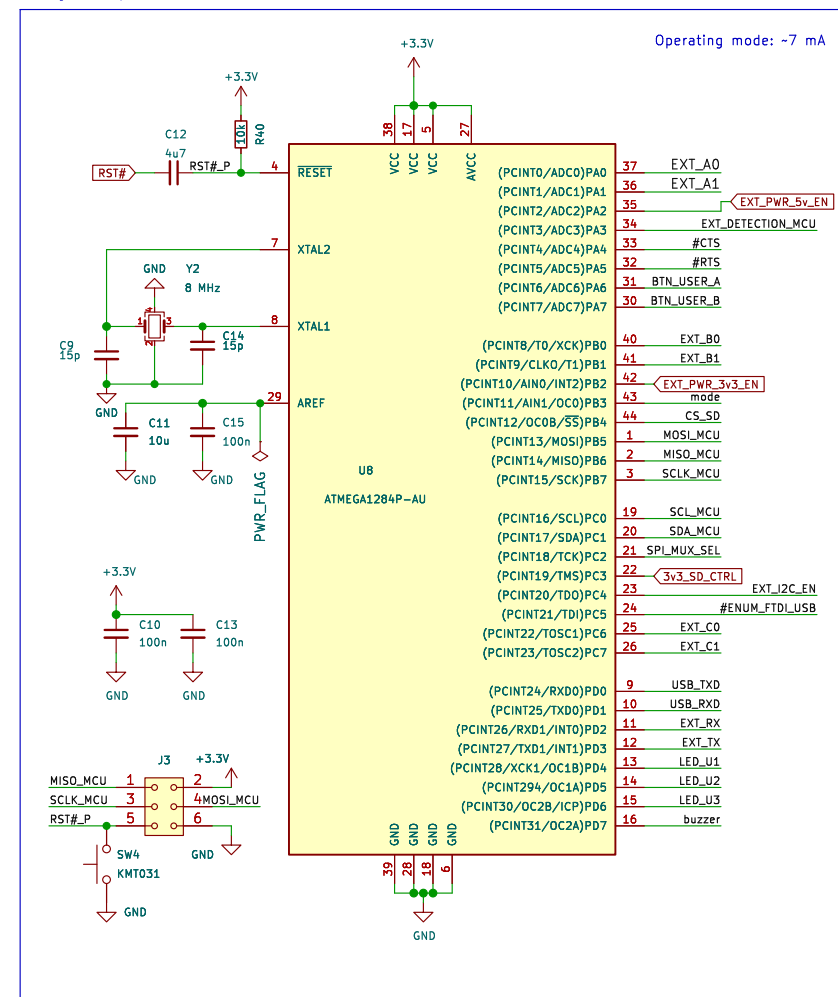 Operating mode: ~7 mA
+3.3V
+3.3V
C12
4u7
10k
R40
RST#
RST#_P
4
RESET
7
XTAL2
GND
Y2
8 MHz
1
2
3
4
8
XTAL1
C9
15p
C14
15p
GND
29
AREF
C11
10u
C15
100n
GND
GND
PWR_FLAG
38
17
5
27
VCC
VCC
VCC
AVCC
U8
ATMEGA1284P-AU
(PCINT0/ADC0)PA0 37 EXT_A0
(PCINT1/ADC1)PA1 36 EXT_A1
(PCINT2/ADC2)PA2 35 EXT_PWR_5v_EN
(PCINT3/ADC3)PA3 34 EXT_DETECTION_MCU
(PCINT4/ADC4)PA4 33 #CTS
(PCINT5/ADC5)PA5 32 #RTS
(PCINT6/ADC6)PA6 31 BTN_USER_A
(PCINT7/ADC7)PA7 30 BTN_USER_B
(PCINT8/T0/XCK)PB0 40 EXT_B0
(PCINT9/CLKO/T1)PB1 41 EXT_B1
(PCINT10/AIN0/INT2)PB2 42 EXT_PWR_3v3_EN
(PCINT11/AIN1/OC0)PB3 43 mode
(PCINT12/OC0B/SS)PB4 44 CS_SD
(PCINT13/MOSI)PB5 1 MOSI_MCU
(PCINT14/MISO)PB6 2 MISO_MCU
(PCINT15/SCK)PB7 3 SCLK_MCU
(PCINT16/SCL)PC0 19 SCL_MCU
(PCINT17/SDA)PC1 20 SDA_MCU
(PCINT18/TCK)PC2 21 SPI_MUX_SEL
(PCINT19/TMS)PC3 22 3v3_SD_CTRL
(PCINT20/TDO)PC4 23 EXT_I2C_EN
(PCINT21/TDI)PC5 24 #ENUM_FTDI_USB
(PCINT22/TOSC1)PC6 25 EXT_C0
(PCINT23/TOSC2)PC7 26 EXT_C1
(PCINT24/RXD0)PD0 9 USB_TXD
(PCINT25/TXD0)PD1 10 USB_RXD
(PCINT26/RXD1/INT0)PD2 11 EXT_RX
(PCINT27/TXD1/INT1)PD3 12 EXT_TX
(PCINT28/XCK1/OC1B)PD4 13 LED_U1
(PCINT294/OC1A)PD5 14 LED_U2
(PCINT30/OC2B/ICP)PD6 15 LED_U3
(PCINT31/OC2A)PD7 16 buzzer
GND
GND
GND
GND
39
28
18
6
GND
+3.3V
C10
100n
C13
100n
GND
GND
J3
+3.3V
MISO_MCU 1 2
SCLK_MCU 3 4 MOSI_MCU
RST#_P 5 6
GND
SW4
KMT031
GND